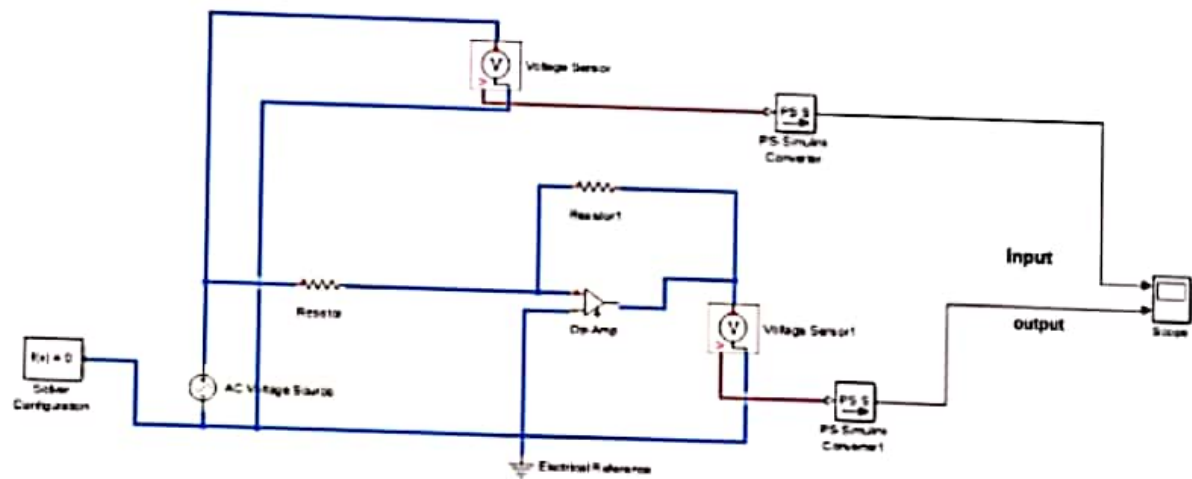 V
Voltage Sensor
PS S
PS-Simulink
Converter
Resistor1
Input
Resistor
Op-Amp
V
Voltage Sensor1
output
Scope
f(x) = 0
Solver
Configuration
AC Voltage Source
PS S
PS-Simulink
Converter1
Electrical Reference